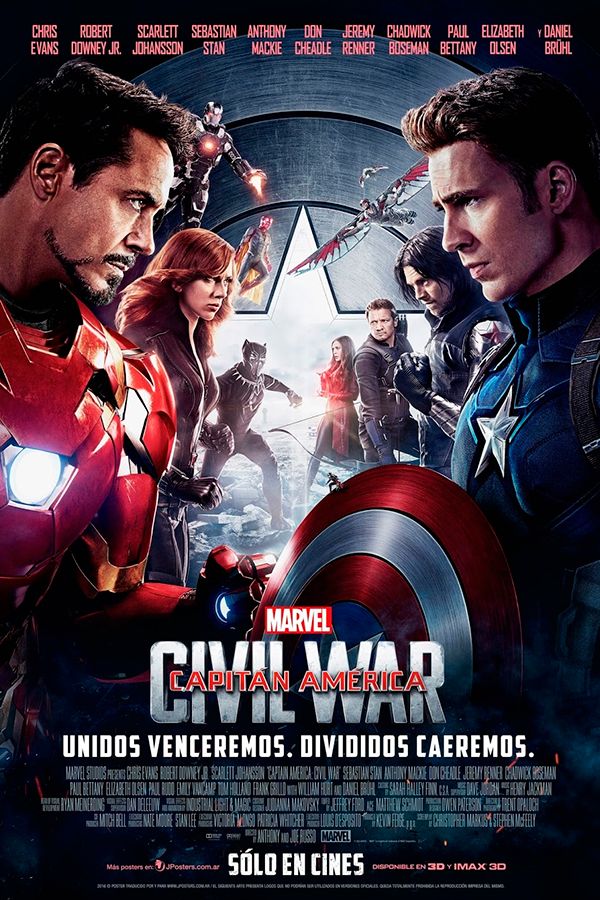 CHRIS EVANS ROBERT DOWNEY JR. SCARLETT JOHANSSON SEBASTIAN STAN ANTHONY MACKIE DON CHEADLE JEREMY RENNER CHADWICK BOSEMAN PAUL BETTANY ELIZABETH OLSEN Y DANIEL BRÜHL
MARVEL
CIVIL WAR
CAPITÁN AMÉRICA
UNIDOS VENCEREMOS. DIVIDIDOS CAEREMOS.
MARVEL STUDIOS PRESENTS CHRIS EVANS ROBERT DOWNEY JR. SCARLETT JOHANSSON "CAPTAIN AMERICA: CIVIL WAR" SEBASTIAN STAN ANTHONY MACKIE DON CHEADLE JEREMY RENNER CHADWICK BOSEMAN
PAUL BETTANY ELIZABETH OLSEN PAUL RUDD EMILY VANCAMP TOM HOLLAND FRANK GRILLO WITH WILLIAM HURT AND DANIEL BRÜHL SARAH HALLEY FINN C.S.A. DAVE JORDAN HENRY JACKMAN
RYAN MEINERDING DAN DELEEUW INDUSTRIAL LIGHT & MAGIC JUDIANNA MAKOVSKY JEFFREY FORD, ACE MATTHEW SCHMIDT OWEN PATERSON TRENT OPALOCH
MITCH BELL NATE MOORE STAN LEE VICTORIA ALONSO PATRICIA WHITCHER LOUIS D'ESPOSITO BY KEVIN FEIGE, p.g.a. BY CHRISTOPHER MARKUS & STEPHEN McFEELY
ANTHONY AND JOE RUSSO MARVEL
Más posters en: JPosters.com.ar SÓLO EN CINES DISPONIBLE EN 3D Y IMAX 3D